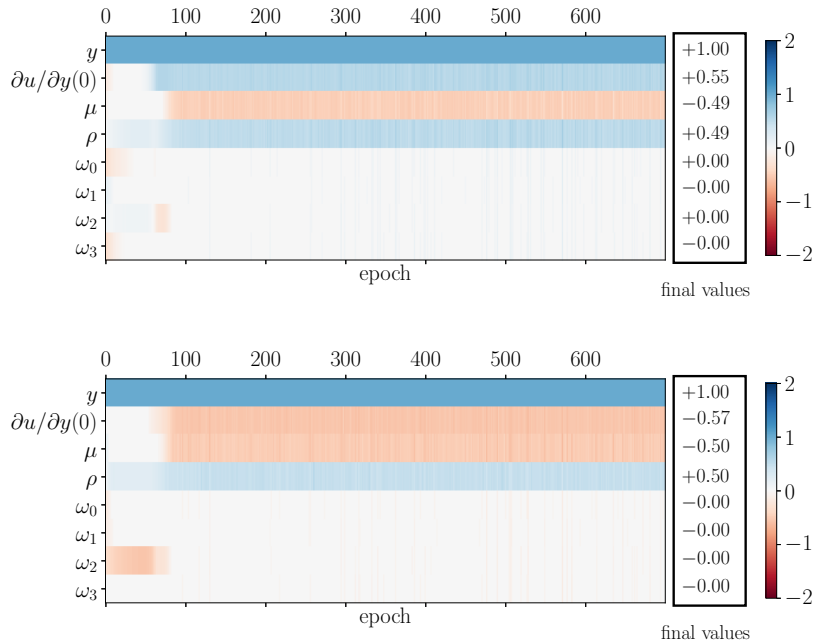 0 100 200 300 400 500 600
y +1.00
∂u/∂y(0) +0.55
μ −0.49
ρ +0.49
ω0 +0.00
ω1 −0.00
ω2 +0.00
ω3 −0.00
epoch
final values
2
1
0
−1
−2
0 100 200 300 400 500 600
y +1.00
∂u/∂y(0) −0.57
μ −0.50
ρ +0.50
ω0 −0.00
ω1 −0.00
ω2 −0.00
ω3 −0.00
epoch
final values
2
1
0
−1
−2